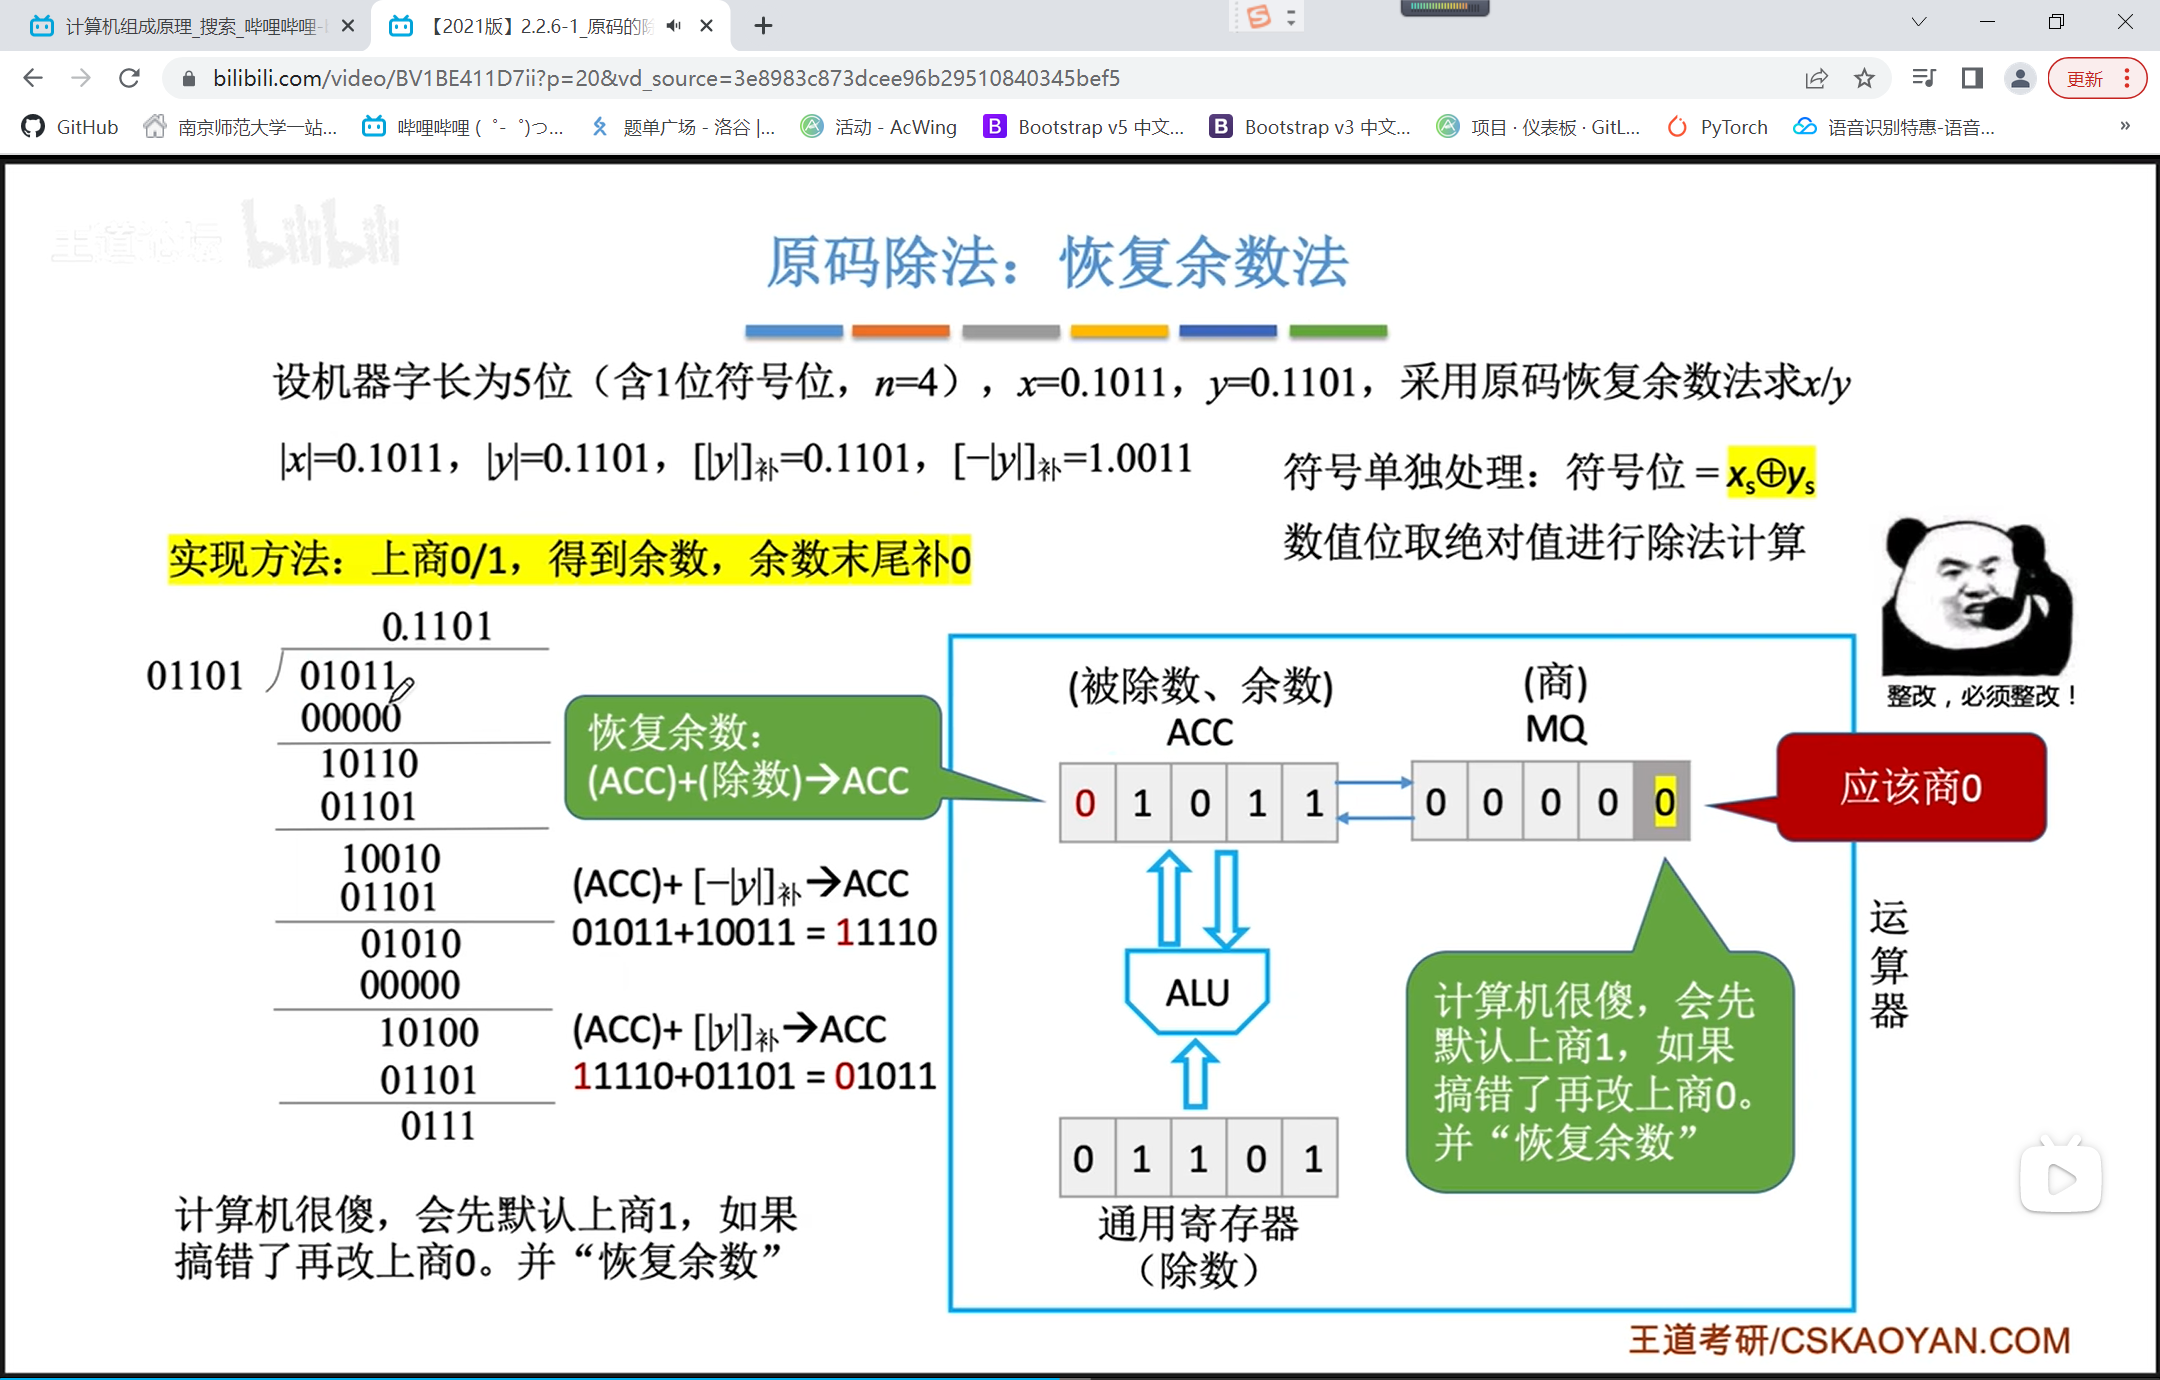 计算机组成原理_搜索_哔哩哔哩-
【2021版】2.2.6-1_原码的除
bilibili.com/video/BV1BE411D7ii?p=20&vd_source=3e8983c873dcee96b29510840345bef5
更新
GitHub
南京师范大学一站...
哔哩哔哩 (゜-゜)つ...
题单广场 - 洛谷 |...
活动 - AcWing
Bootstrap v5 中文...
Bootstrap v3 中文...
项目 · 仪表板 · GitL...
PyTorch
语音识别特惠-语音...
»
王道论坛 bilibili
原码除法：恢复余数法
设机器字长为5位（含1位符号位，n=4），x=0.1011，y=0.1101，采用原码恢复余数法求x/y
|x|=0.1011，|y|=0.1101，[|y|]补=0.1101，[−|y|]补=1.0011
符号单独处理：符号位 = xs⊕ys
数值位取绝对值进行除法计算
实现方法：上商0/1，得到余数，余数末尾补0
整改，必须整改！
0.1101
01101
01011
00000
10110
01101
10010
01101
01010
00000
10100
01101
0111
恢复余数：
(ACC)+(除数)→ACC
(ACC)+ [−|y|]补→ACC
01011+10011 = 11110
(ACC)+ [|y|]补→ACC
11110+01101 = 01011
(被除数、余数)
ACC
0 1 0 1 1
(商)
MQ
0 0 0 0 0
应该商0
ALU
0 1 1 0 1
通用寄存器
（除数）
计算机很傻，会先
默认上商1，如果
搞错了再改上商0。
并“恢复余数”
运
算
器
计算机很傻，会先默认上商1，如果
搞错了再改上商0。并“恢复余数”
王道考研/CSKAOYAN.COM